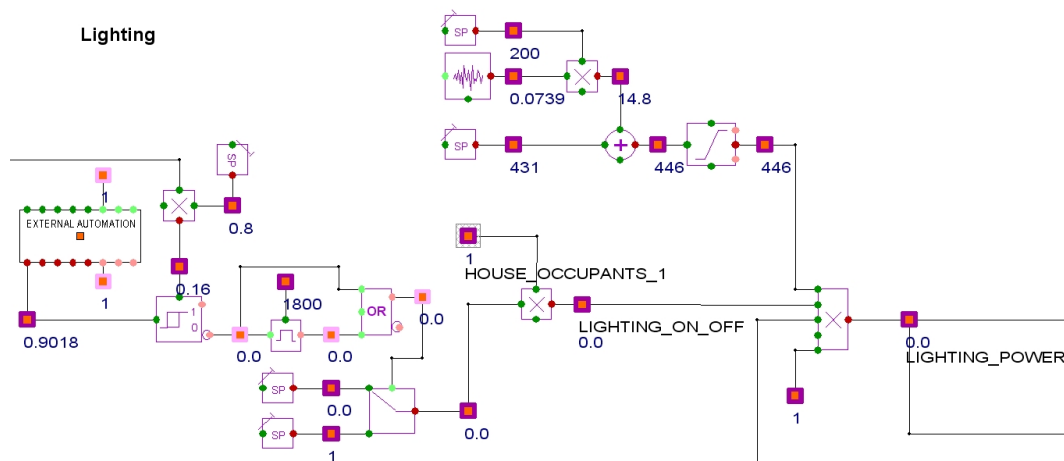 Lighting
SP
200
0.0739
14.8
SP
431
446
446
SP
1
0.8
EXTERNAL AUTOMATION
1
0.16
0.9018
1
0
1800
OR
0.0
0.0
0.0
1
HOUSE_OCCUPANTS_1
LIGHTING_ON_OFF
0.0
0.0
LIGHTING_POWER
SP
0.0
SP
1
0.0
1